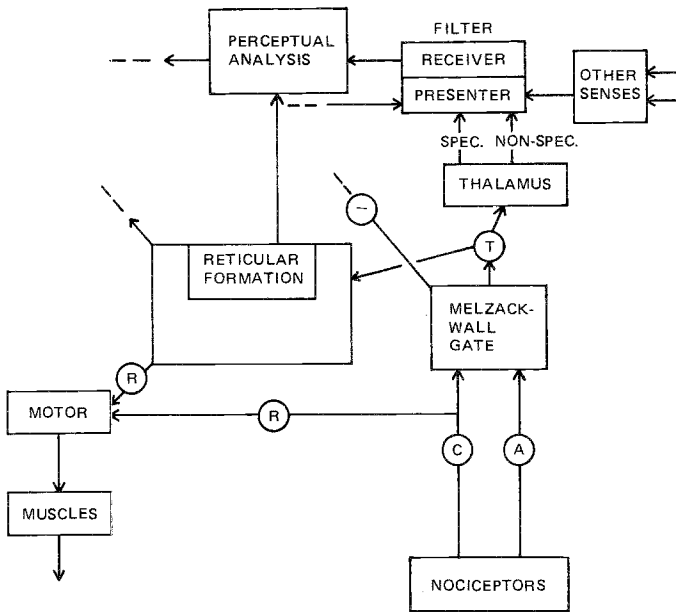 FILTER
PERCEPTUAL
ANALYSIS
RECEIVER
PRESENTER
OTHER
SENSES
SPEC. NON-SPEC.
THALAMUS
–
T
RETICULAR
FORMATION
MELZACK-
WALL
GATE
R
MOTOR
R
C
A
MUSCLES
NOCICEPTORS